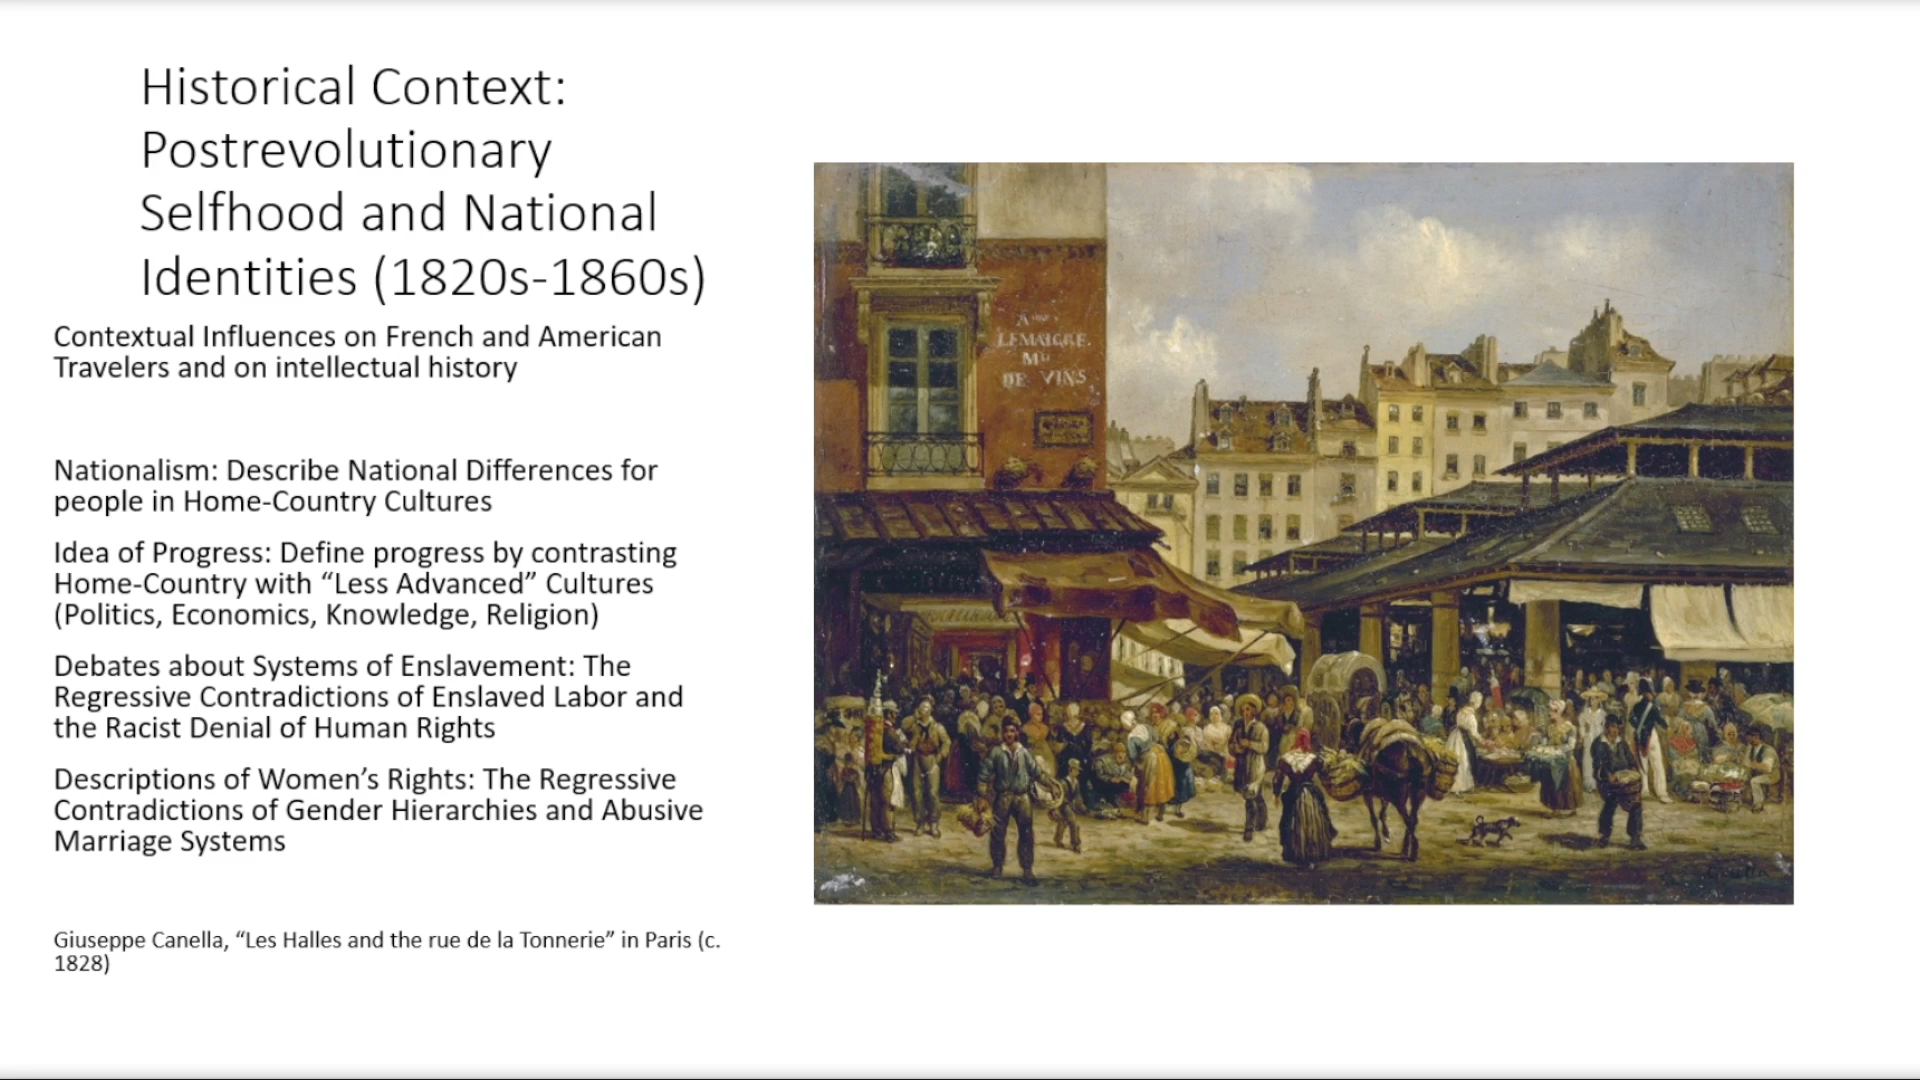 Historical Context:
Postrevolutionary
Selfhood and National
Identities (1820s-1860s)
Contextual Influences on French and American
Travelers and on intellectual history
Nationalism: Describe National Differences for
people in Home-Country Cultures
Idea of Progress: Define progress by contrasting
Home-Country with “Less Advanced” Cultures
(Politics, Economics, Knowledge, Religion)
Debates about Systems of Enslavement: The
Regressive Contradictions of Enslaved Labor and
the Racist Denial of Human Rights
Descriptions of Women’s Rights: The Regressive
Contradictions of Gender Hierarchies and Abusive
Marriage Systems
Giuseppe Canella, “Les Halles and the rue de la Tonnerie” in Paris (c.
1828)
LEMAIGRE.
Md
DE VINS